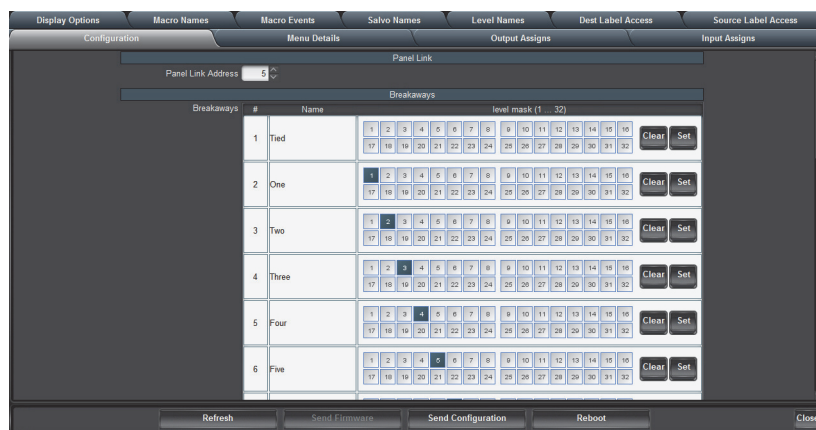 Display Options Macro Names Macro Events Salvo Names Level Names Dest Label Access Source Label Access
Configuration Menu Details Output Assigns Input Assigns
Panel Link
Panel Link Address 5
Breakaways
Breakaways # Name level mask (1 ... 32)
1 2 3 4 5 6 7 8 9 10 11 12 13 14 15 16
1 Tied Clear Set
17 18 19 20 21 22 23 24 25 26 27 28 29 30 31 32
1 2 3 4 5 6 7 8 9 10 11 12 13 14 15 16
2 One Clear Set
17 18 19 20 21 22 23 24 25 26 27 28 29 30 31 32
1 2 3 4 5 6 7 8 9 10 11 12 13 14 15 16
3 Two Clear Set
17 18 19 20 21 22 23 24 25 26 27 28 29 30 31 32
1 2 3 4 5 6 7 8 9 10 11 12 13 14 15 16
4 Three Clear Set
17 18 19 20 21 22 23 24 25 26 27 28 29 30 31 32
1 2 3 4 5 6 7 8 9 10 11 12 13 14 15 16
5 Four Clear Set
17 18 19 20 21 22 23 24 25 26 27 28 29 30 31 32
1 2 3 4 5 6 7 8 9 10 11 12 13 14 15 16
6 Five Clear Set
17 18 19 20 21 22 23 24 25 26 27 28 29 30 31 32
Refresh Send Firmware Send Configuration Reboot Close